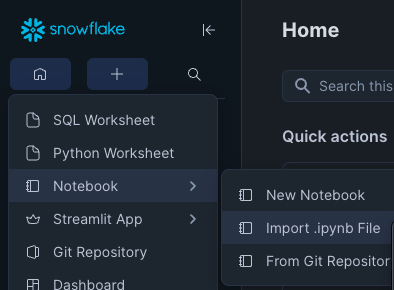 snowflake
Home
Search this
SQL Worksheet
Python Worksheet
Quick actions
Notebook
New Notebook
Streamlit App
Import .ipynb File
Git Repository
From Git Repositor
Dashboard